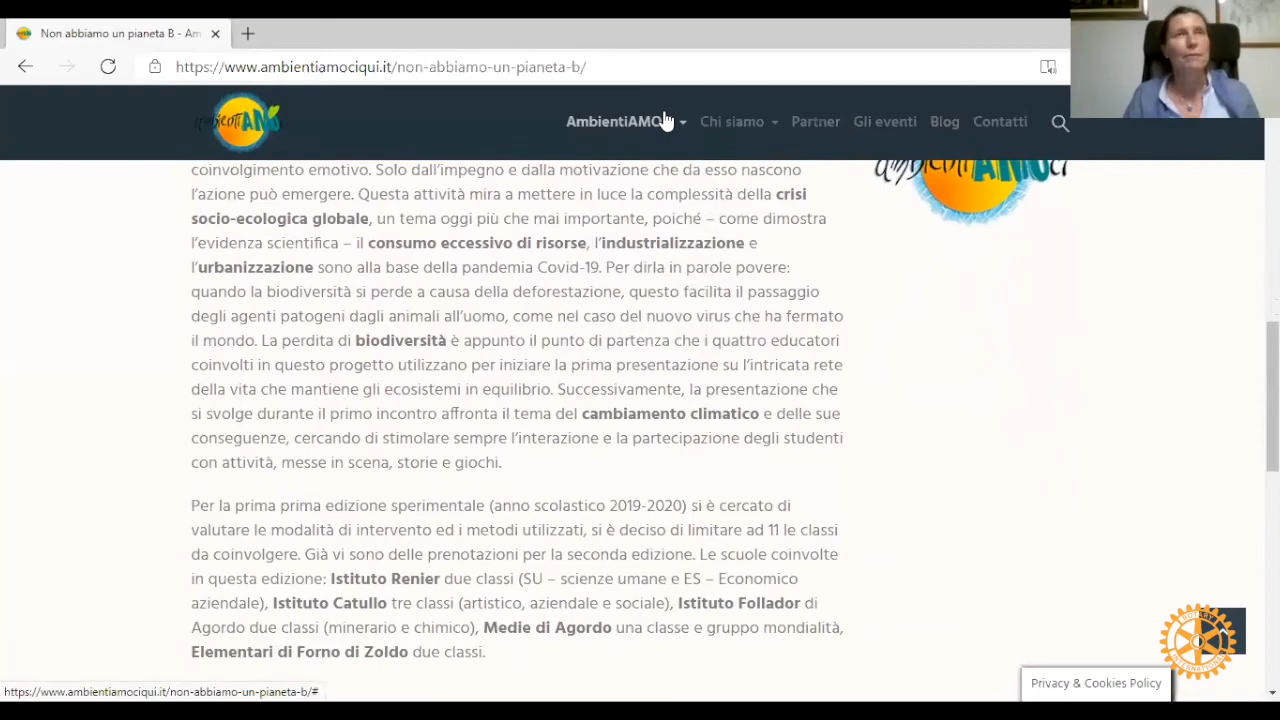 Non abbiamo un pianeta B - Am
https://www.ambientiamociqui.it/non-abbiamo-un-pianeta-b/
AmbientiAMO Chi siamo Partner Gli eventi Blog Contatti
coinvolgimento emotivo. Solo dall'impegno e dalla motivazione che da esso nascono
l'azione può emergere. Questa attività mira a mettere in luce la complessità della crisi
socio-ecologica globale, un tema oggi più che mai importante, poiché – come dimostra
l'evidenza scientifica – il consumo eccessivo di risorse, l'industrializzazione e
l'urbanizzazione sono alla base della pandemia Covid-19. Per dirla in parole povere:
quando la biodiversità si perde a causa della deforestazione, questo facilita il passaggio
degli agenti patogeni dagli animali all'uomo, come nel caso del nuovo virus che ha fermato
il mondo. La perdita di biodiversità è appunto il punto di partenza che i quattro educatori
coinvolti in questo progetto utilizzano per iniziare la prima presentazione su l'intricata rete
della vita che mantiene gli ecosistemi in equilibrio. Successivamente, la presentazione che
si svolge durante il primo incontro affronta il tema del cambiamento climatico e delle sue
conseguenze, cercando di stimolare sempre l'interazione e la partecipazione degli studenti
con attività, messe in scena, storie e giochi.
Per la prima prima edizione sperimentale (anno scolastico 2019-2020) si è cercato di
valutare le modalità di intervento ed i metodi utilizzati, si è deciso di limitare ad 11 le classi
da coinvolgere. Già vi sono delle prenotazioni per la seconda edizione. Le scuole coinvolte
in questa edizione: Istituto Renier due classi (SU – scienze umane e ES – Economico
aziendale), Istituto Catullo tre classi (artistico, aziendale e sociale), Istituto Follador di
Agordo due classi (minerario e chimico), Medie di Agordo una classe e gruppo mondialità,
Elementari di Forno di Zoldo due classi.
ROTARY
INTERNATIONAL
Privacy & Cookies Policy
https://www.ambientiamociqui.it/non-abbiamo-un-pianeta-b/#